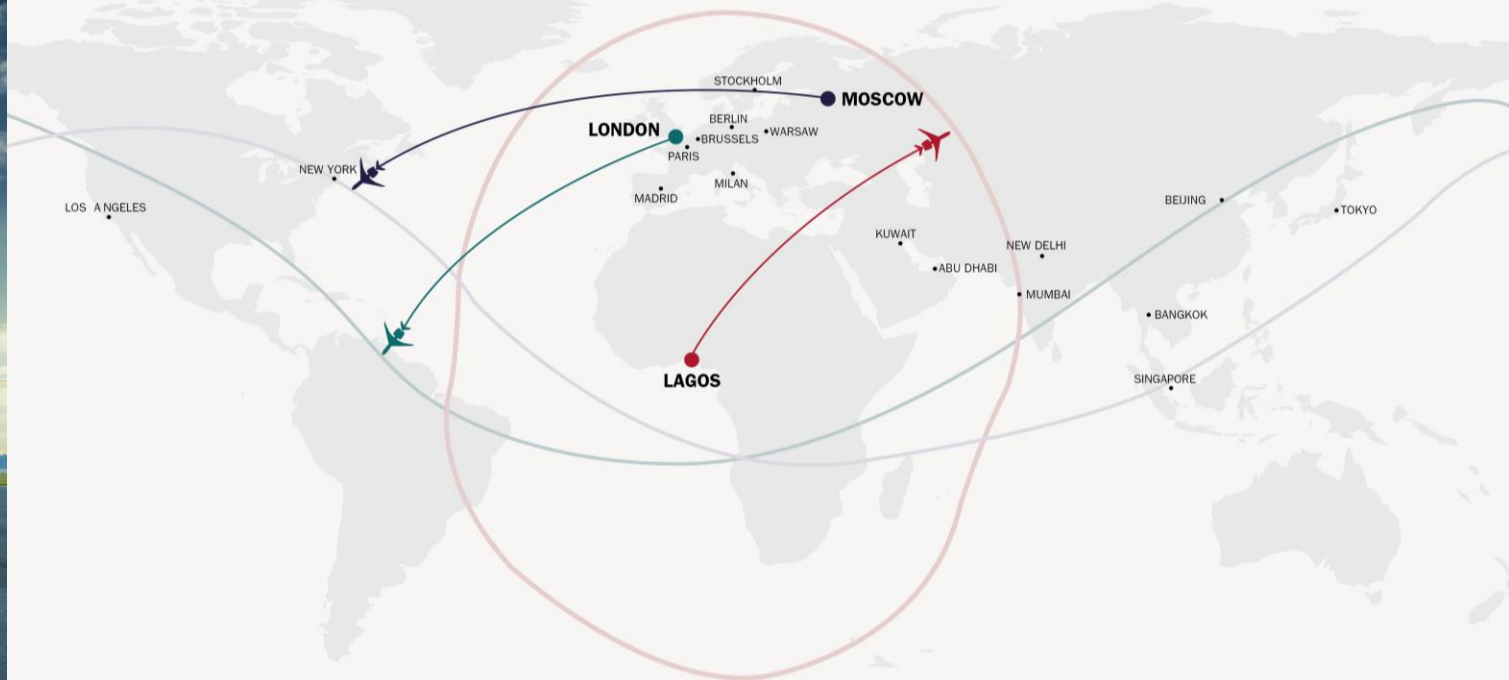 STOCKHOLM
MOSCOW
BERLIN
LONDON
WARSAW
BRUSSELS
PARIS
NEW YORK
MILAN
MADRID
LOS A NGELES
BEIJING
TOKYO
KUWAIT
NEW DELHI
ABU DHABI
MUMBAI
BANGKOK
LAGOS
SINGAPORE